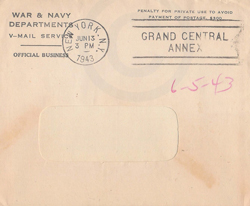 WAR & NAVY
DEPARTMENTS
V-MAIL SERVICE
OFFICIAL BUSINESS
NEW YORK, N.Y.
JUN 13
3 PM
1943
PENALTY FOR PRIVATE USE TO AVOID
PAYMENT OF POSTAGE, $300
GRAND CENTRAL
ANNEX
6-5-43